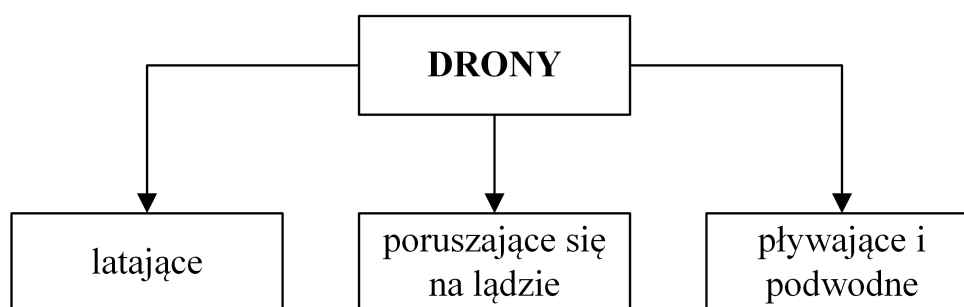 DRONY
latające
poruszające się
na lądzie
pływające i
podwodne